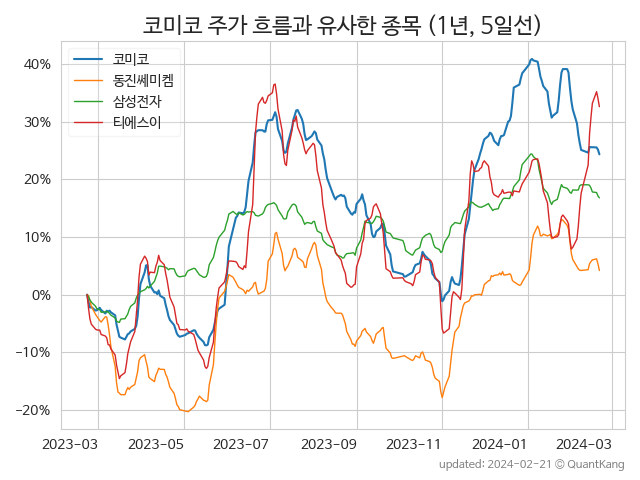 코미코 주가 흐름과 유사한 종목 (1년, 5일선)
코미코
동진쎄미켐
삼성전자
티에스이
40%
30%
20%
10%
0%
−10%
−20%
2023-03 2023-05 2023-07 2023-09 2023-11 2024-01 2024-03
updated: 2024-02-21 © QuantKang